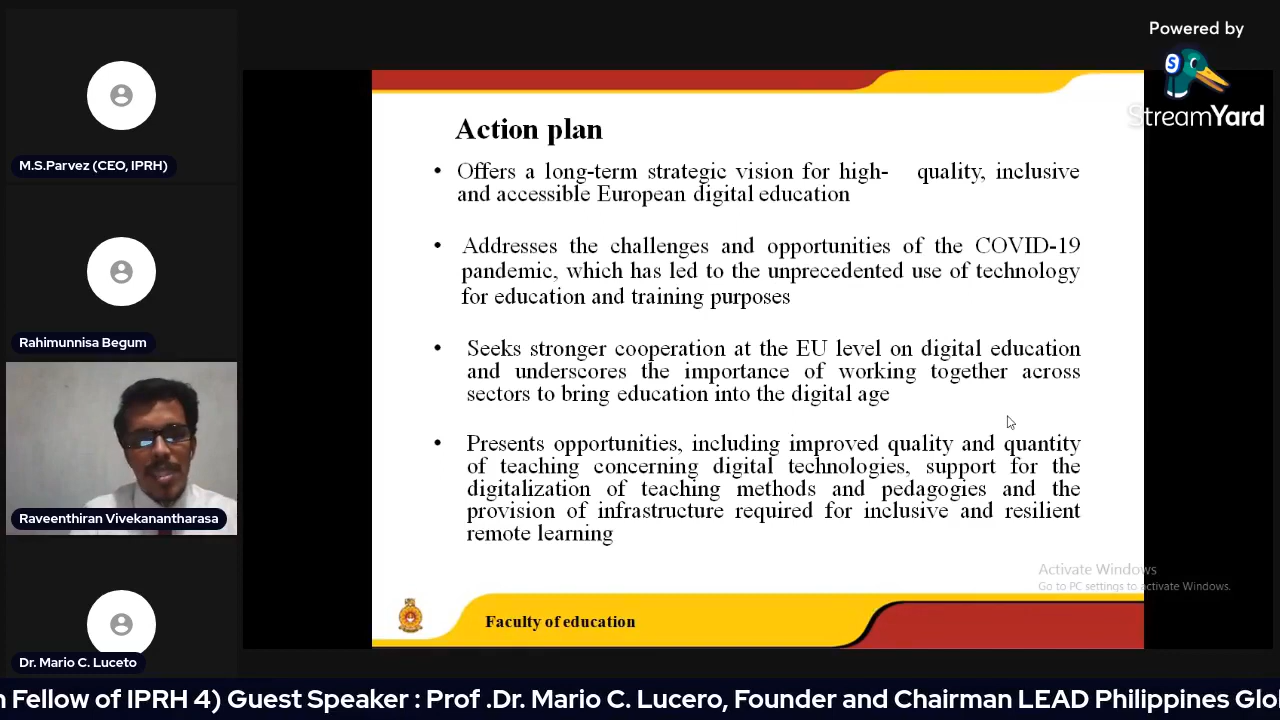 Powered by
StreamYard
M.S.Parvez (CEO, IPRH)
Rahimunnisa Begum
Raveenthiran Vivekanantharasa
Dr. Mario C. Luceto
Action plan
• Offers a long-term strategic vision for high- quality, inclusive
and accessible European digital education
• Addresses the challenges and opportunities of the COVID-19
pandemic, which has led to the unprecedented use of technology
for education and training purposes
• Seeks stronger cooperation at the EU level on digital education
and underscores the importance of working together across
sectors to bring education into the digital age
• Presents opportunities, including improved quality and quantity
of teaching concerning digital technologies, support for the
digitalization of teaching methods and pedagogies and the
provision of infrastructure required for inclusive and resilient
remote learning
Activate Windows
Go to PC settings to activate Windows.
Faculty of education
n Fellow of IPRH 4) Guest Speaker : Prof .Dr. Mario C. Lucero, Founder and Chairman LEAD Philippines Glo